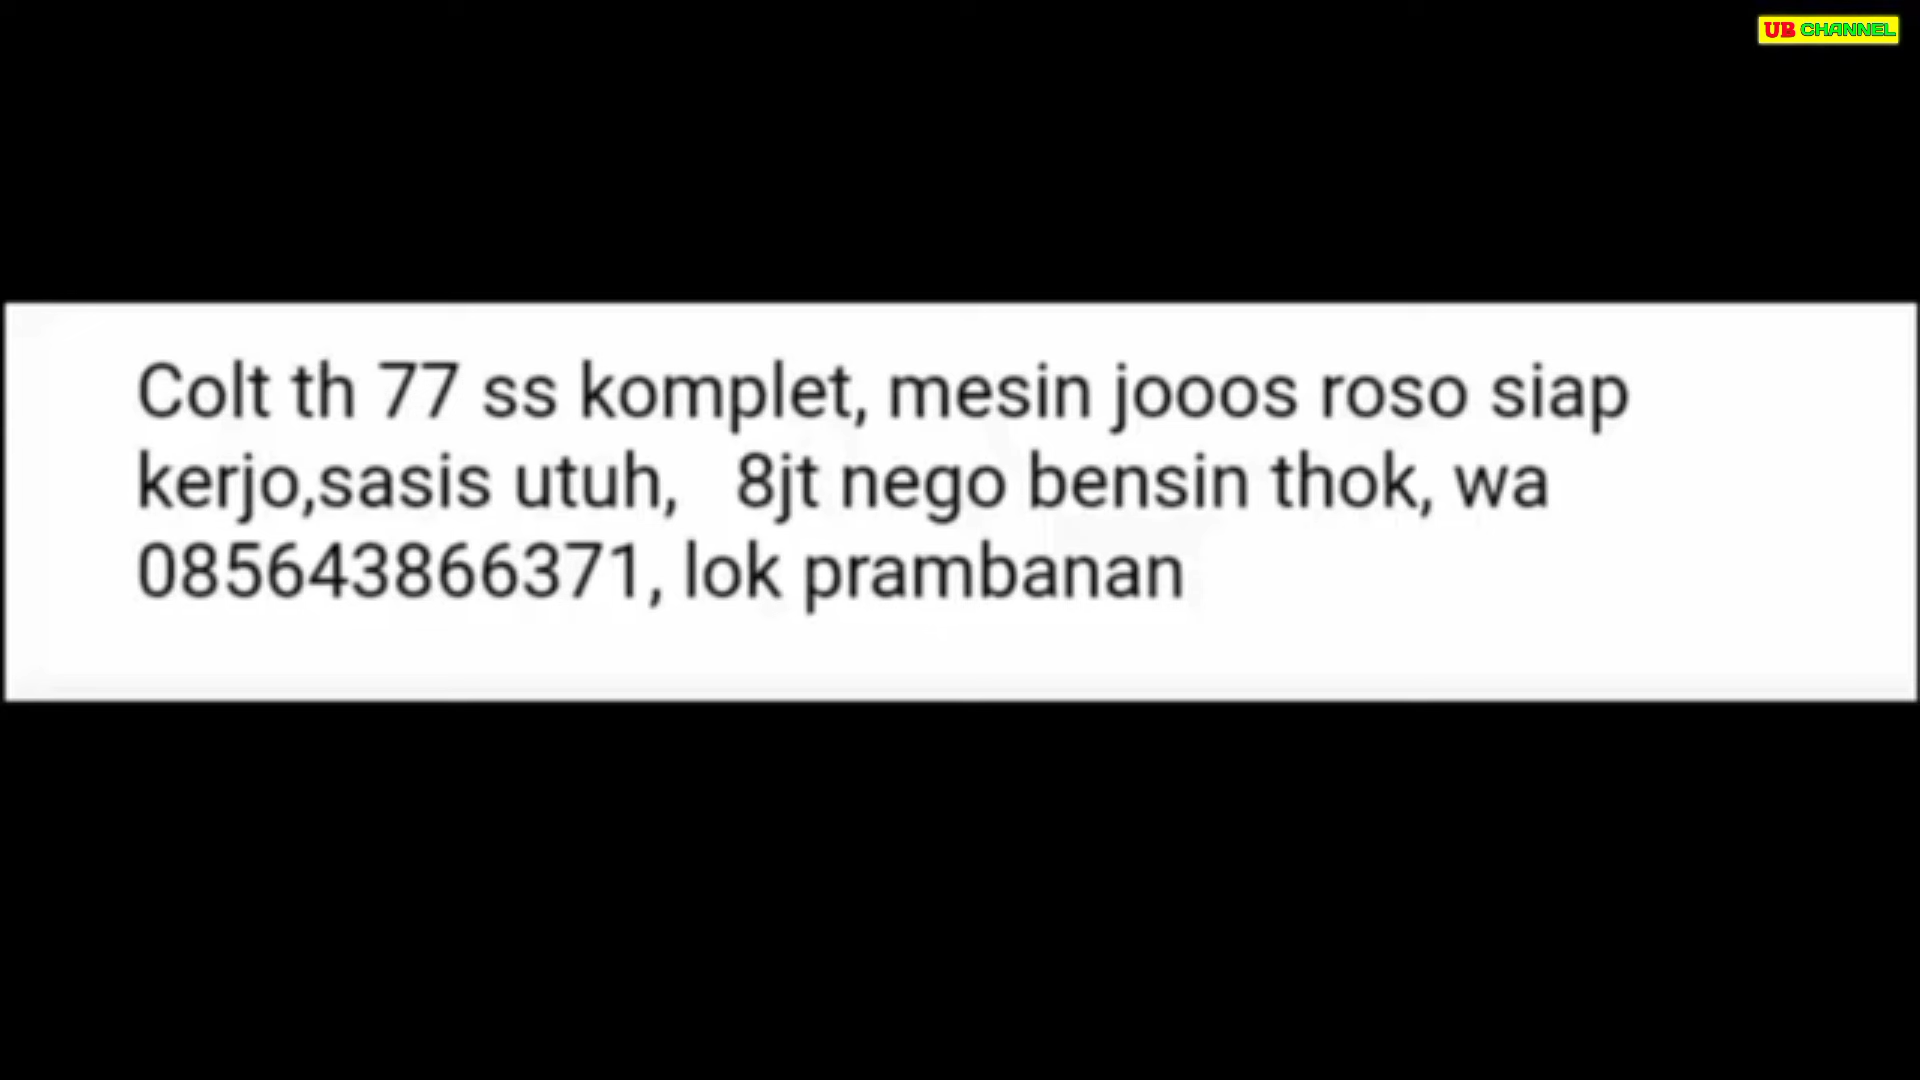 UB CHANNEL
Colt th 77 ss komplet, mesin jooos roso siap
kerjo,sasis utuh,   8jt nego bensin thok, wa
085643866371, lok prambanan